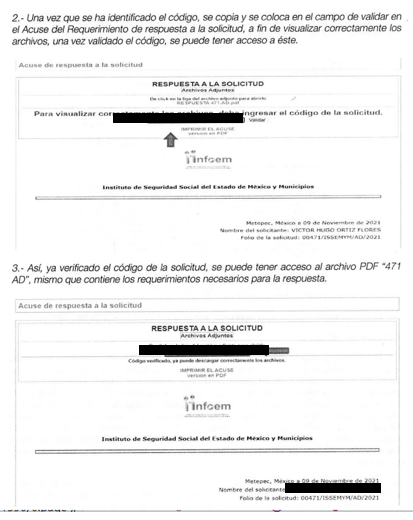 2.- Una vez que se ha identificado el código, se copia y se coloca en el campo de validar en
el Acuse del Requerimiento de respuesta a la solicitud, a fin de visualizar correctamente los
archivos, una vez validado el código, se puede tener acceso a éste.
Acuse de respuesta a la solicitud
RESPUESTA A LA SOLICITUD
Archivos Adjuntos
De click en la liga del archivo adjunto para abrirlo
RESPUESTA 471-AD.pdf
Para visualizar correctamente los archivos, debe ingresar el código de la solicitud.
Validar
IMPRIMIR EL ACUSE
version en PDF
infoem
Instituto de Seguridad Social del Estado de México y Municipios
Metepec, México a 09 de Noviembre de 2021
Nombre del solicitante: VICTOR HUGO ORTIZ FLORES
Folio de la solicitud: 00471/ISSEMYM/AD/2021
3.- Así, ya verificado el código de la solicitud, se puede tener acceso al archivo PDF "471
AD", mismo que contiene los requerimientos necesarios para la respuesta.
Acuse de respuesta a la solicitud
RESPUESTA A LA SOLICITUD
Archivos Adjuntos
Código verificado, ya puede descargar correctamente los archivos.
IMPRIMIR EL ACUSE
version en PDF
infoem
Instituto de Seguridad Social del Estado de México y Municipios
Metepec, México a 09 de Noviembre de 2021
Nombre del solicitante
Folio de la solicitud: 00471/ISSEMYM/AD/2021